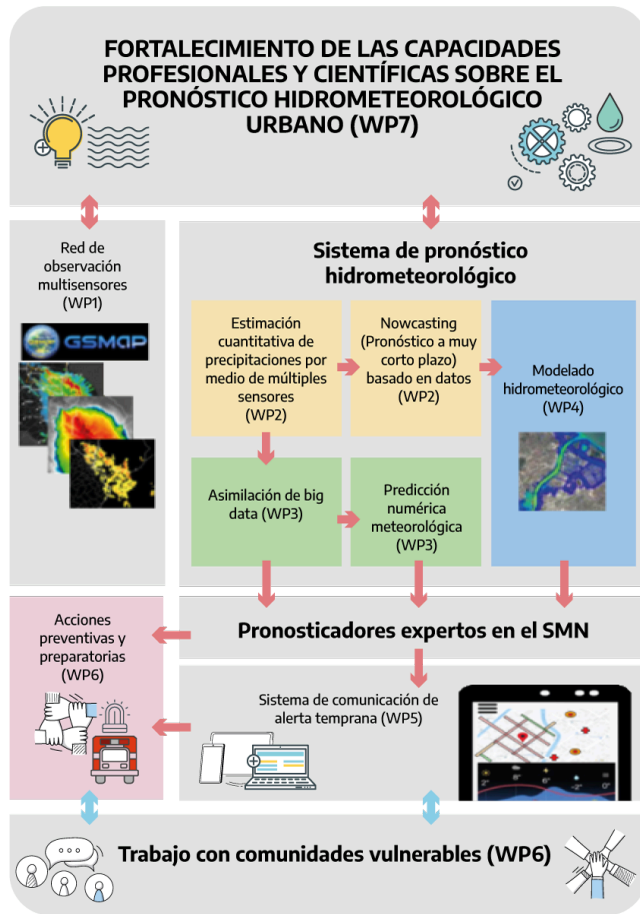 FORTALECIMIENTO DE LAS CAPACIDADES
PROFESIONALES Y CIENTÍFICAS SOBRE EL
PRONÓSTICO HIDROMETEOROLÓGICO
URBANO (WP7)
Red de
observación
multisensores
(WP1)
GSMaP
Sistema de pronóstico
hidrometeorológico
Estimación
cuantitativa de
precipitaciones por
medio de múltiples
sensores
(WP2)
Nowcasting
(Pronóstico a muy
corto plazo)
basado en datos
(WP2)
Modelado
hidrometeorológico
(WP4)
Asimilación de big
data (WP3)
Predicción
numérica
meteorológica
(WP3)
Pronosticadores expertos en el SMN
Acciones
preventivas y
preparatorias
(WP6)
Sistema de comunicación de
alerta temprana (WP5)
Trabajo con comunidades vulnerables (WP6)